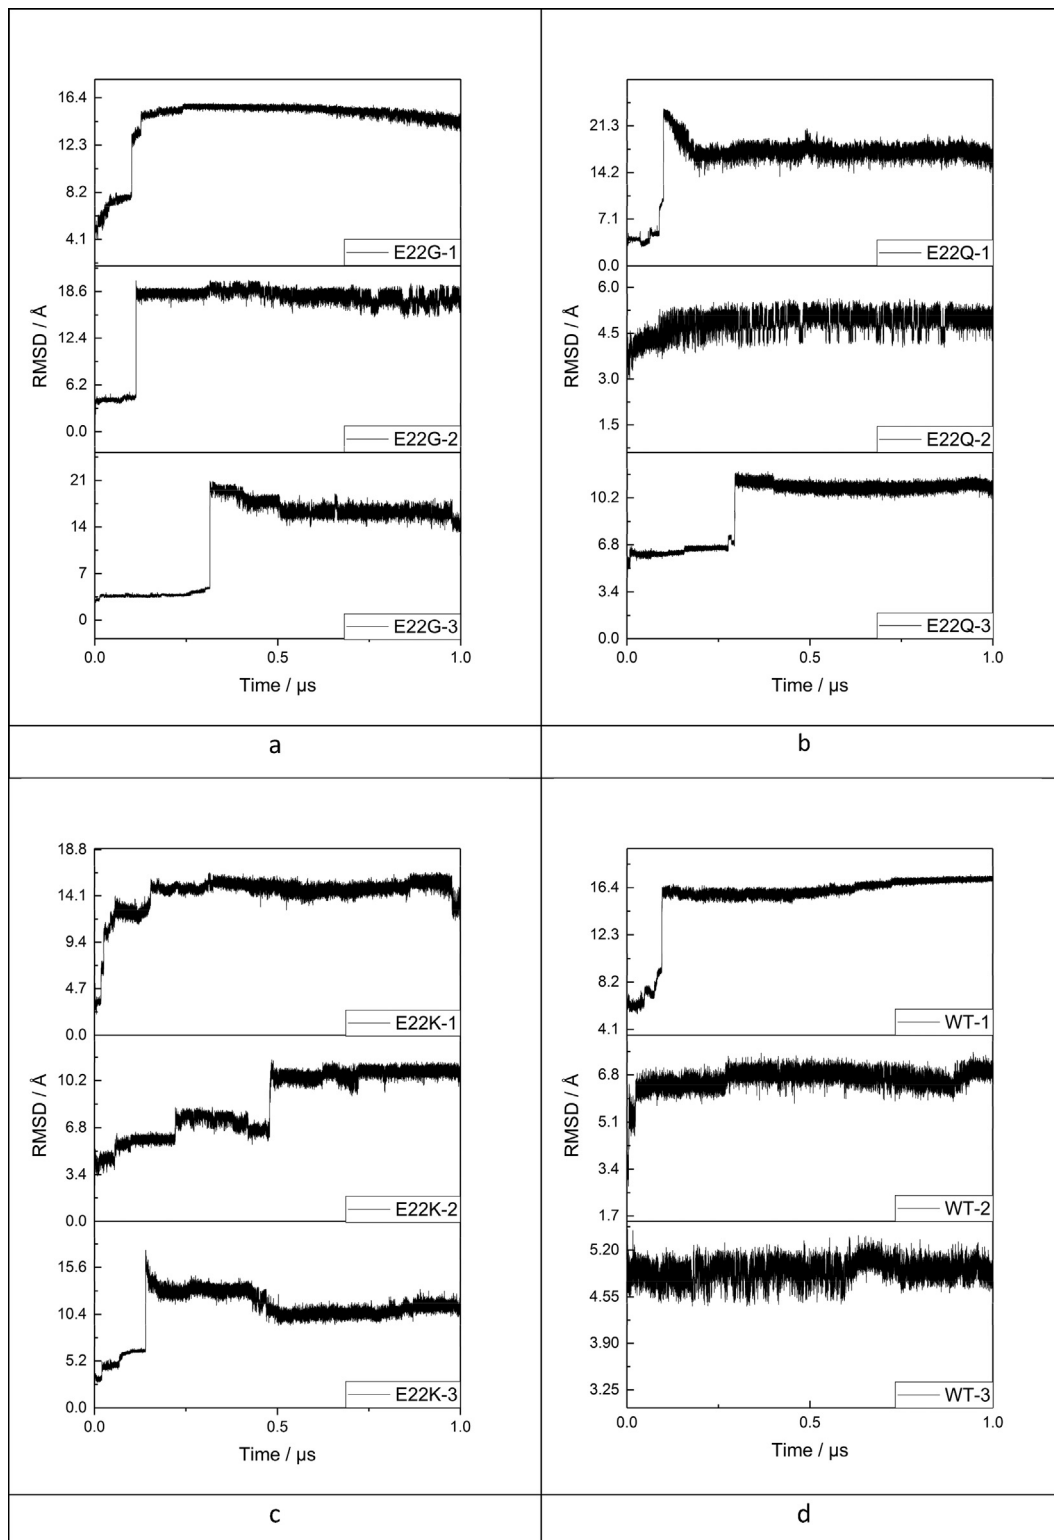 16.4
12.3
8.2
4.1
E22G-1
18.6
12.4
6.2
0.0
E22G-2
21
14
7
0
E22G-3
RMSD / Å
0.0 0.5 1.0
Time / µs
21.3
14.2
7.1
0.0
E22Q-1
6.0
4.5
3.0
1.5
E22Q-2
10.2
6.8
3.4
0.0
E22Q-3
RMSD / Å
0.0 0.5 1.0
Time / µs
a
b
18.8
14.1
9.4
4.7
0.0
E22K-1
10.2
6.8
3.4
0.0
E22K-2
15.6
10.4
5.2
0.0
E22K-3
RMSD / Å
0.0 0.5 1.0
Time / µs
16.4
12.3
8.2
4.1
WT-1
6.8
5.1
3.4
1.7
WT-2
5.20
4.55
3.90
3.25
WT-3
RMSD / Å
0.0 0.5 1.0
Time / µs
c
d